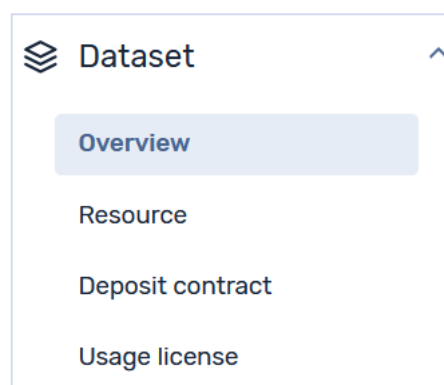 Dataset
Overview
Resource
Deposit contract
Usage license